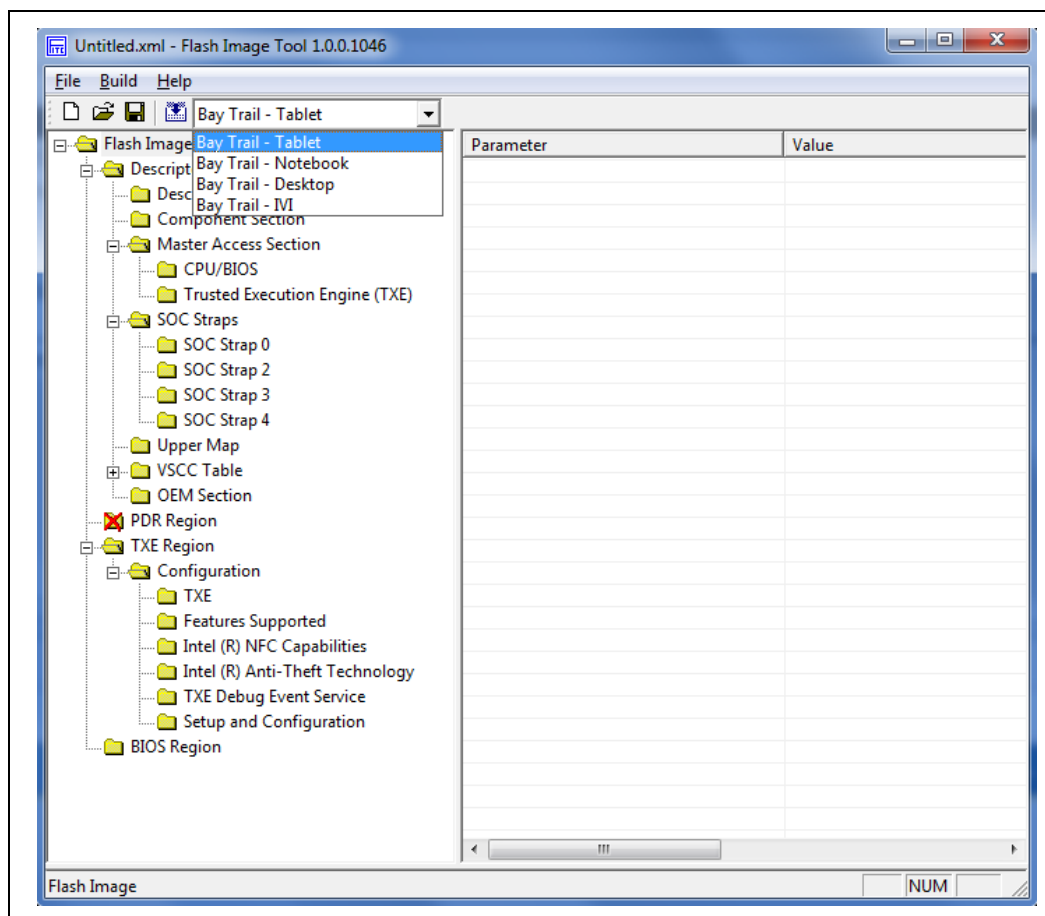 Untitled.xml - Flash Image Tool 1.0.0.1046
File Build Help
Bay Trail - Tablet
Bay Trail - Tablet
Bay Trail - Notebook
Bay Trail - Desktop
Bay Trail - IVI
Parameter Value
Flash Image
Descript
Desc
Component Section
Master Access Section
CPU/BIOS
Trusted Execution Engine (TXE)
SOC Straps
SOC Strap 0
SOC Strap 2
SOC Strap 3
SOC Strap 4
Upper Map
VSCC Table
OEM Section
PDR Region
TXE Region
Configuration
TXE
Features Supported
Intel (R) NFC Capabilities
Intel (R) Anti-Theft Technology
TXE Debug Event Service
Setup and Configuration
BIOS Region
Flash Image NUM